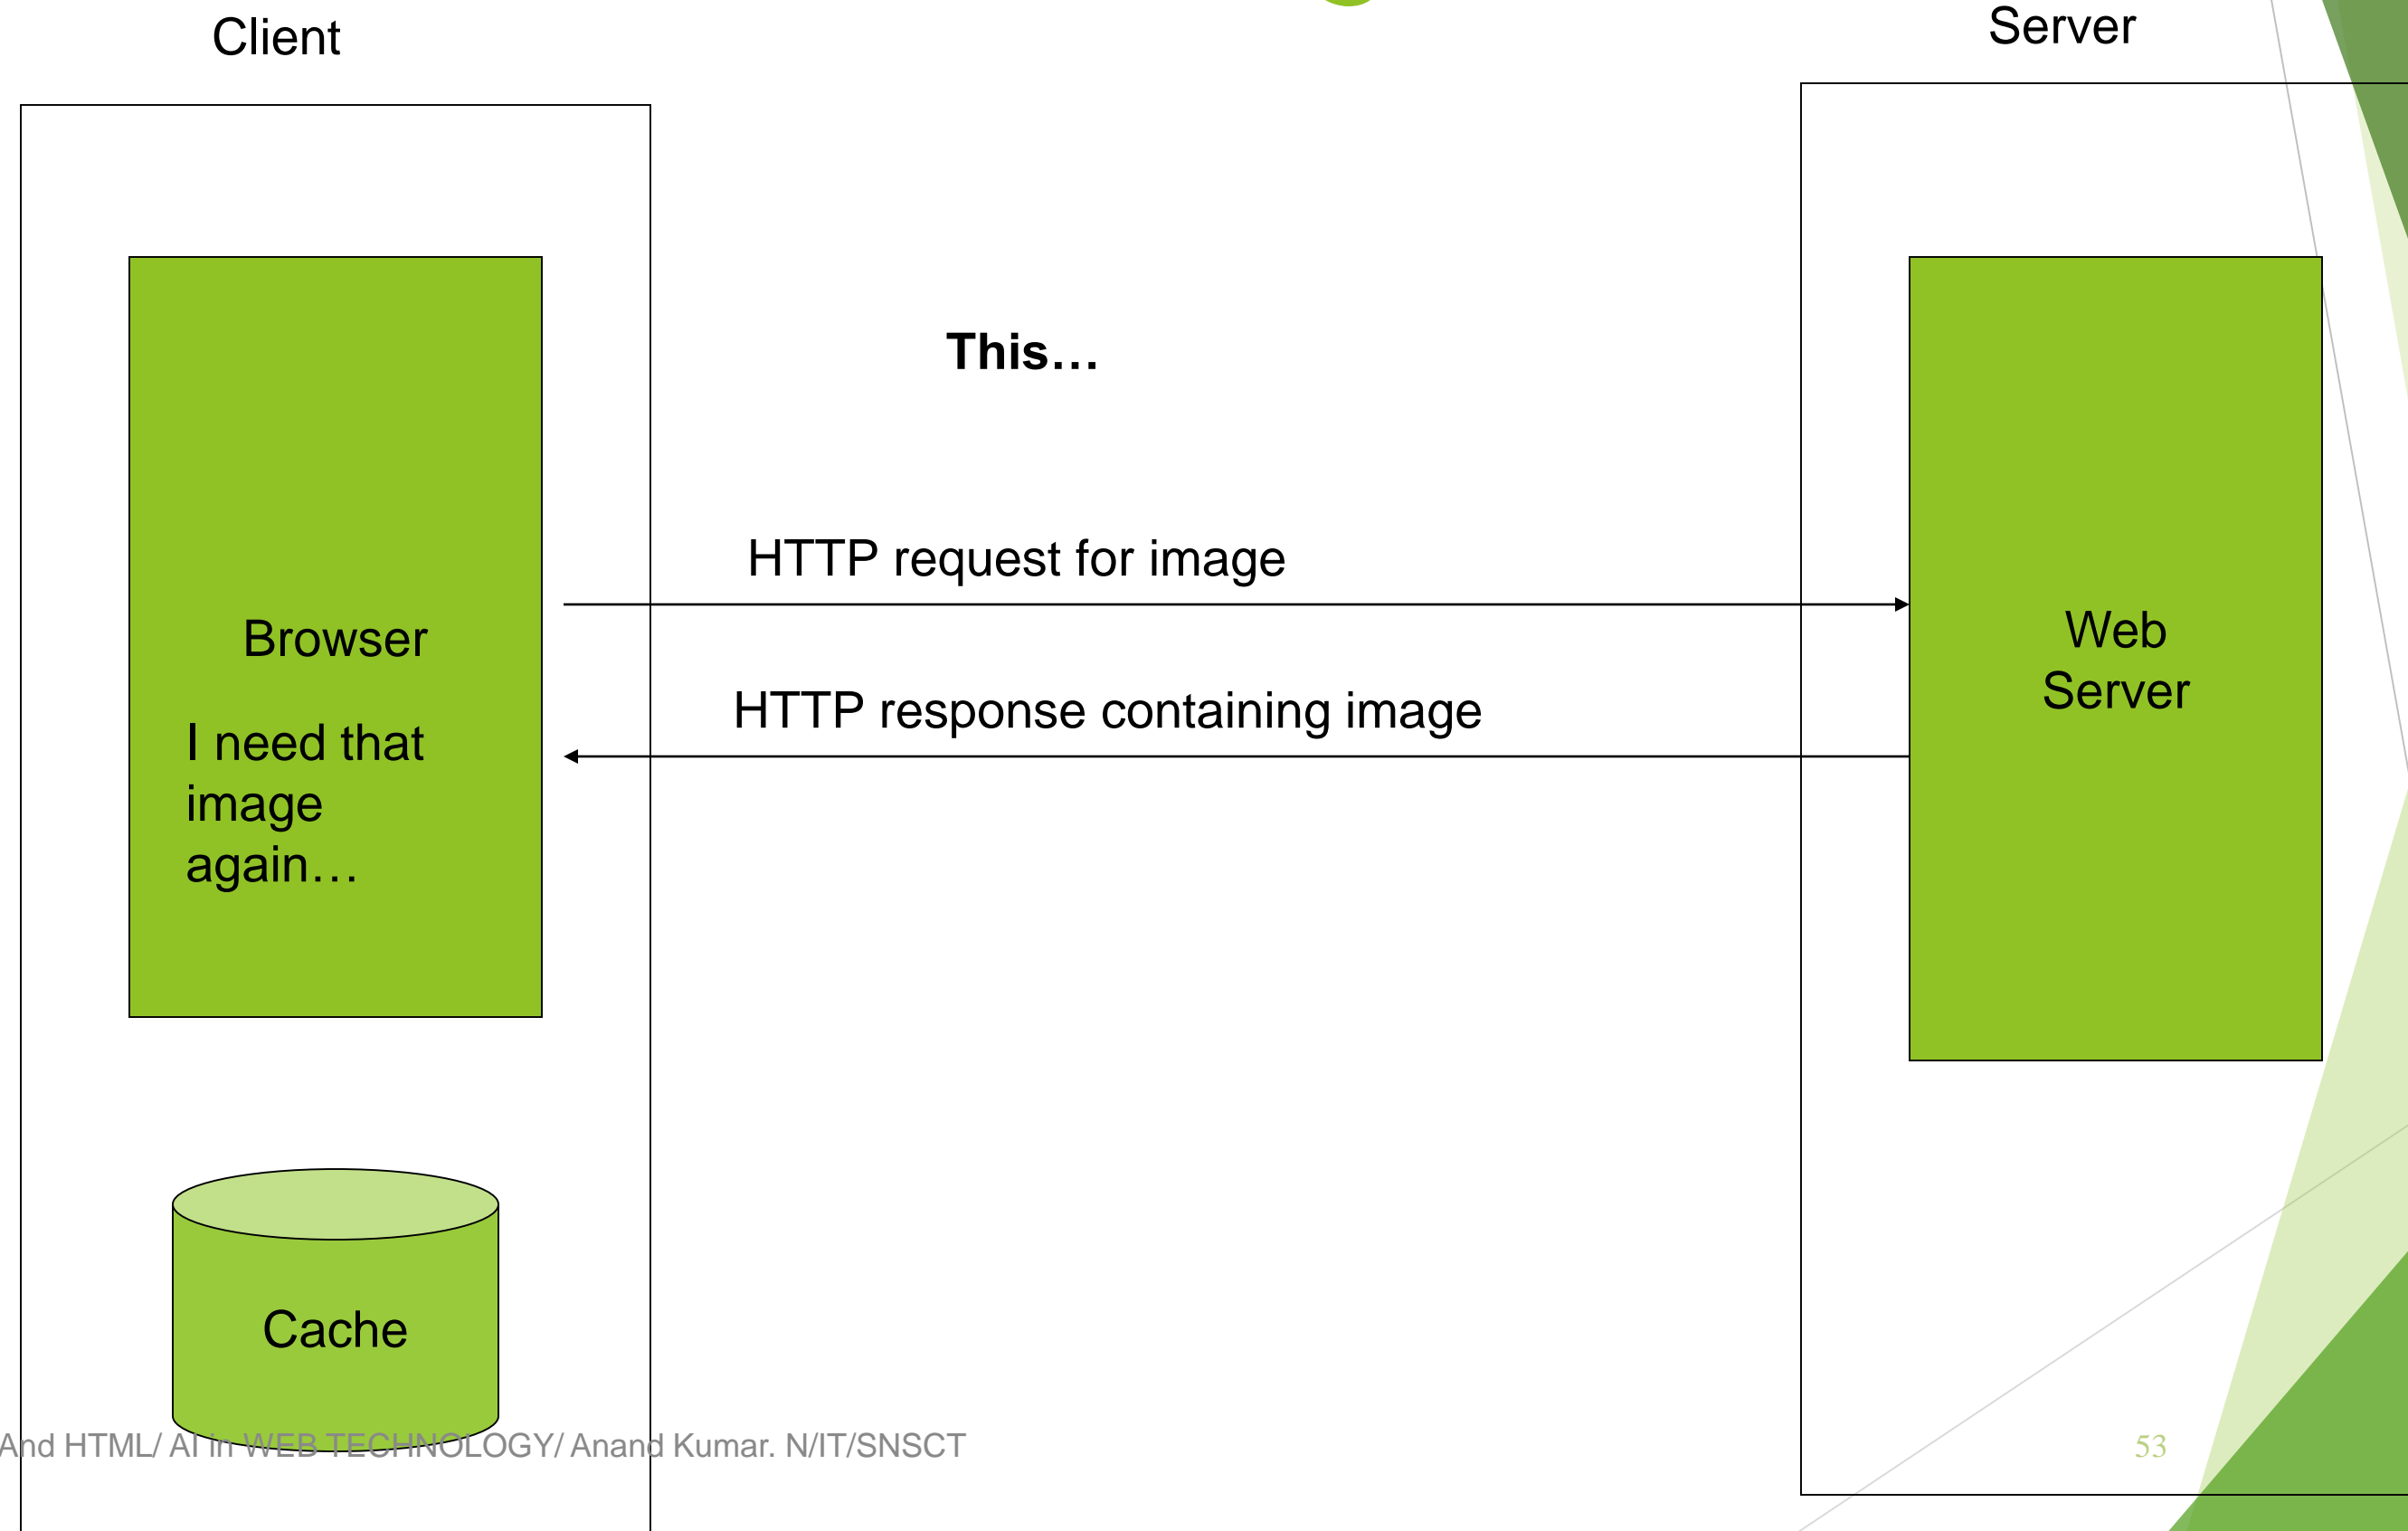 Client
Server
This…
HTTP request for image
Browser
Web
Server
HTTP response containing image
I need that
image
again…
Cache
And HTML/ AI in WEB TECHNOLOGY/ Anand Kumar. N/IT/SNSCT
53